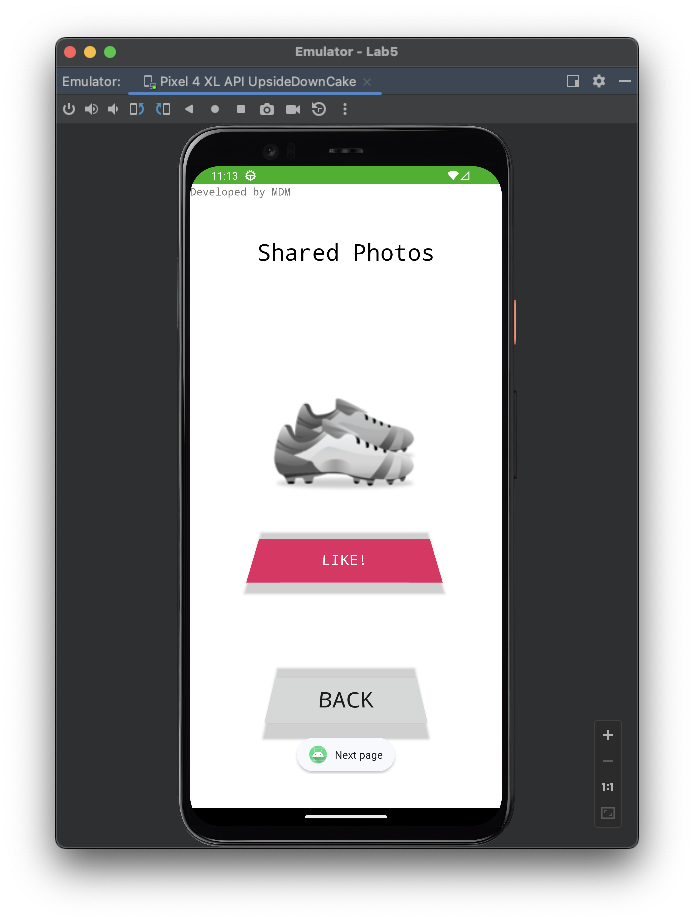 Emulator - Lab5
Emulator: Pixel 4 XL API UpsideDownCake
11:13
Developed by MDM
Shared Photos
LIKE!
BACK
Next page
1:1